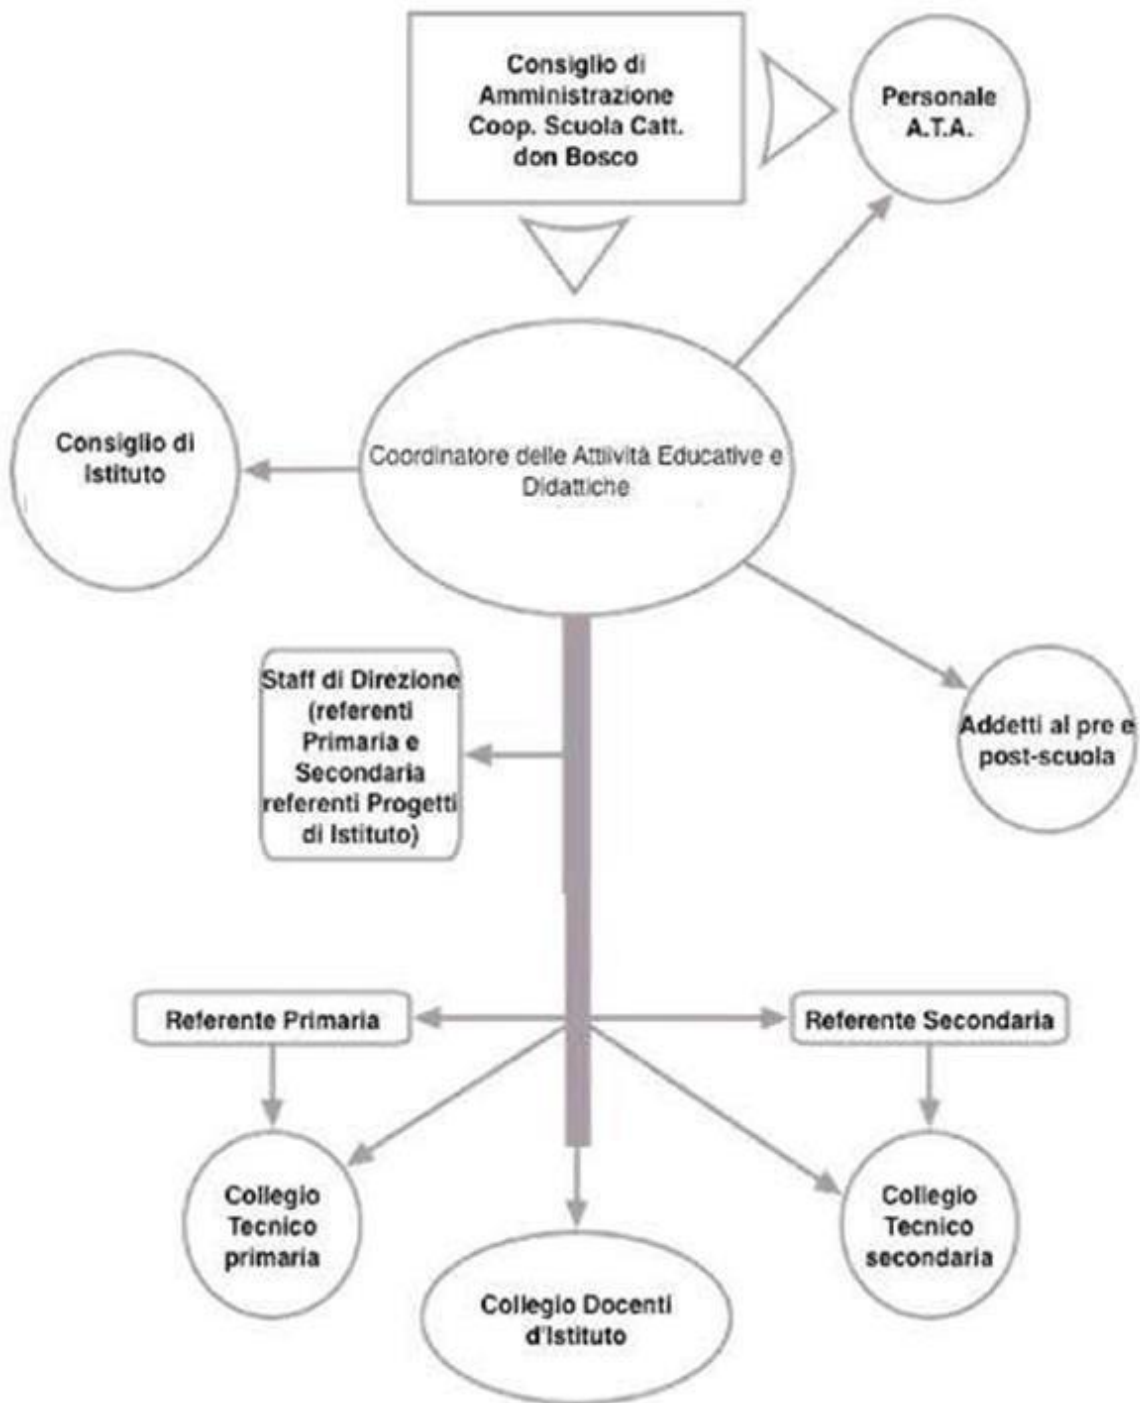 Consiglio di
Amministrazione
Coop. Scuola Catt.
don Bosco
Personale
A.T.A.
Consiglio di
Istituto
Coordinatore delle Attiività Educative e
Didattiche
Staff di Direzione
(referenti
Primaria e
Secondaria
referenti Progetti
di Istituto)
Addetti al pre e
post-scuola
Referente Primaria
Referente Secondaria
Collegio
Tecnico
primaria
Collegio
Tecnico
secondaria
Collegio Docenti
d'Istituto